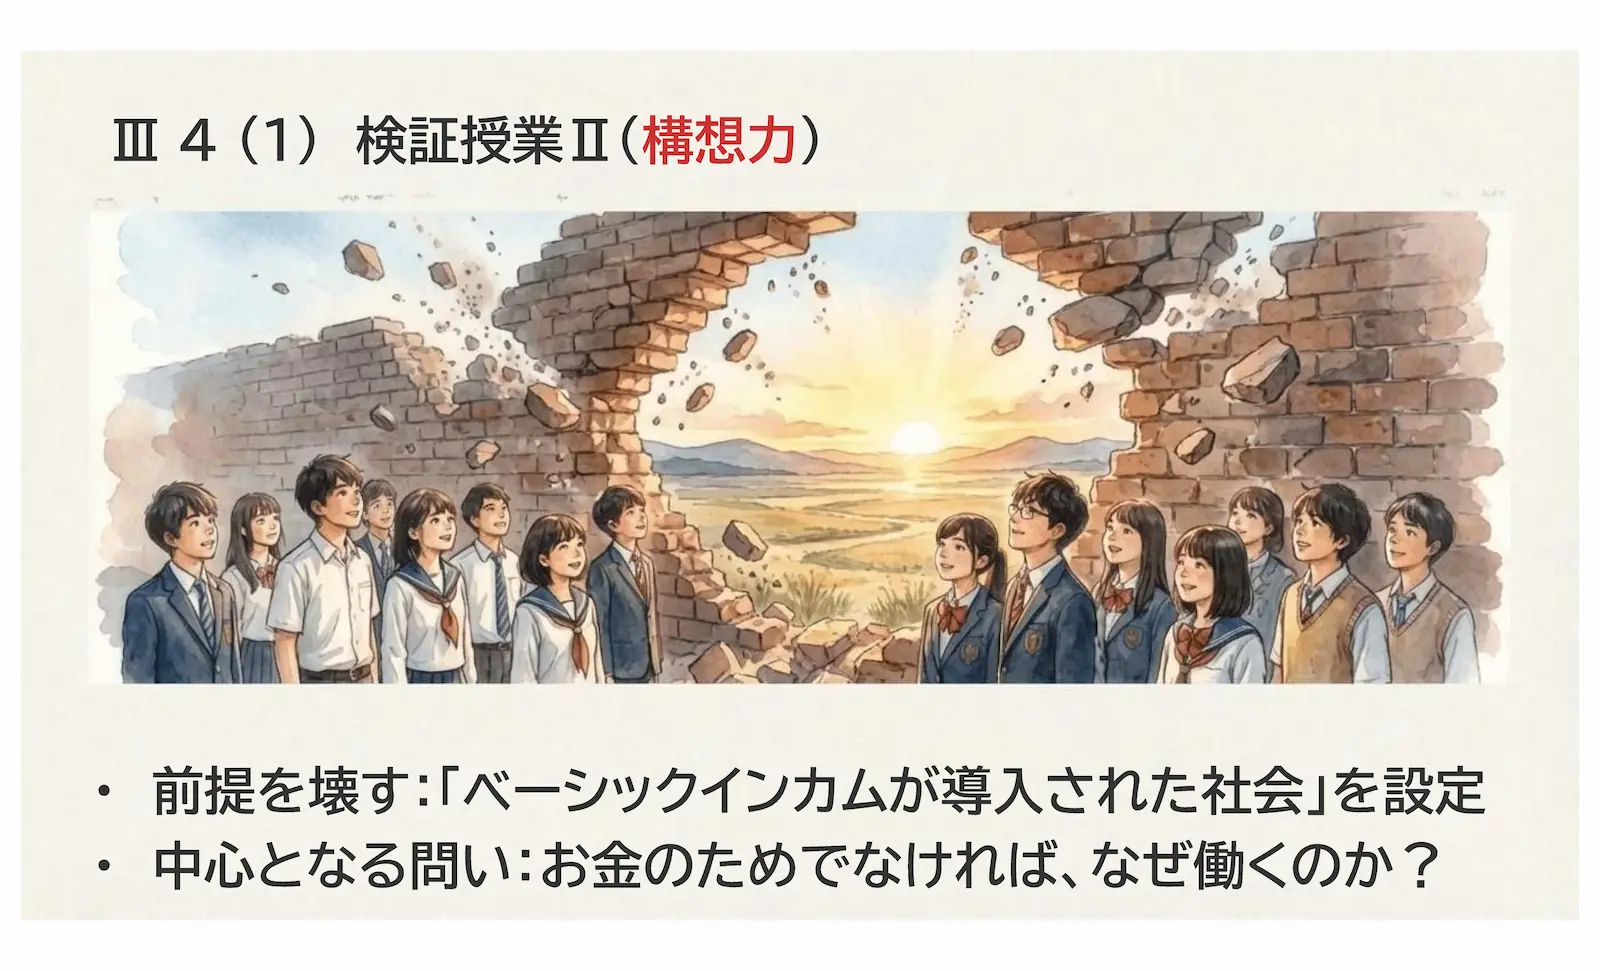 Ⅲ 4（1） 検証授業Ⅱ（構想力）
・ 前提を壊す：「ベーシックインカムが導入された社会」を設定
・ 中心となる問い：お金のためでなければ、なぜ働くのか？